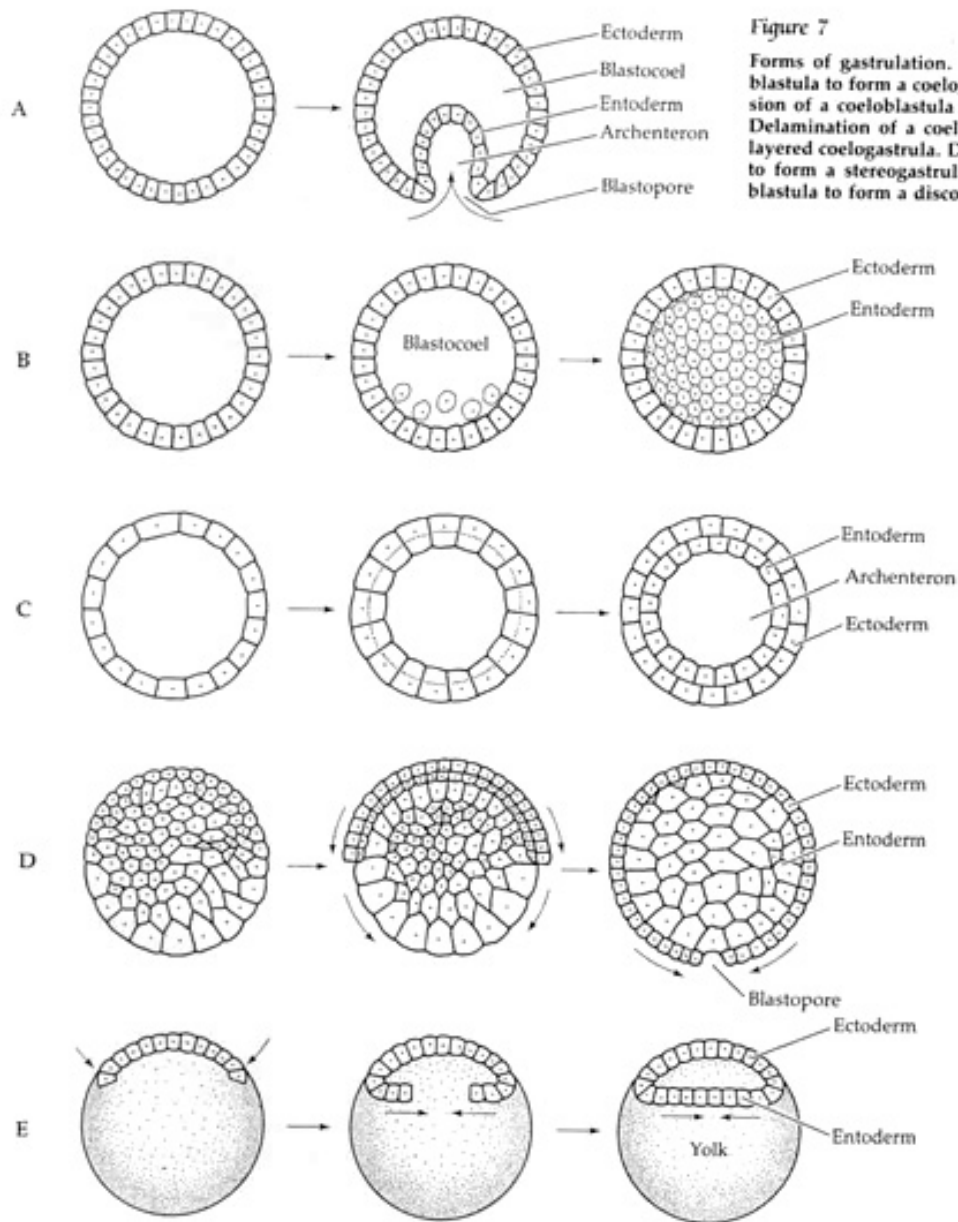 Figure 7
Forms of gastrulation.
blastula to form a coelo
sion of a coeloblastula
Delamination of a coel
layered coelogastrula. D
to form a stereogastrul
blastula to form a disco
A
Ectoderm
Blastocoel
Entoderm
Archenteron
Blastopore
B
Blastocoel
Ectoderm
Entoderm
C
Entoderm
Archenteron
Ectoderm
D
Ectoderm
Entoderm
Blastopore
E
Ectoderm
Entoderm
Yolk